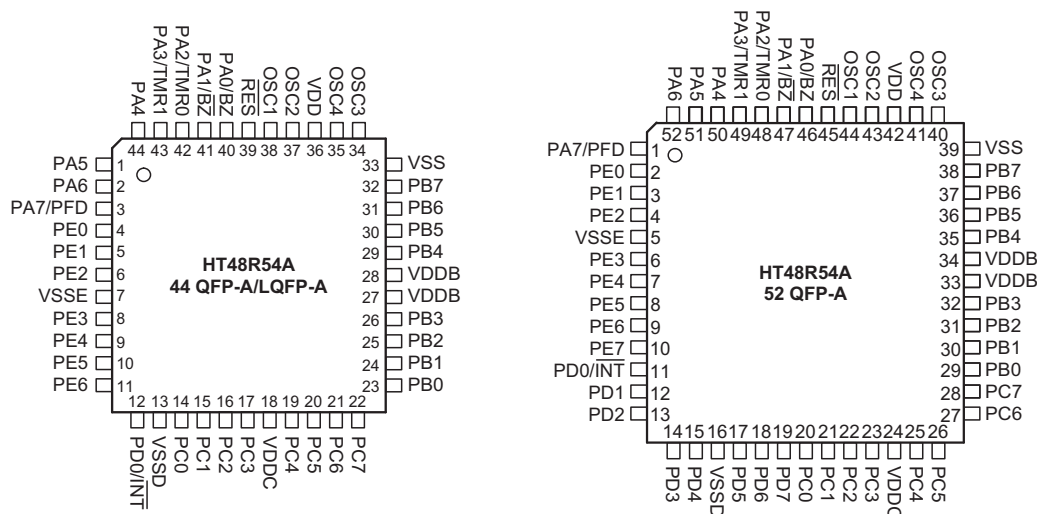 PA4
PA3/TMR1
PA2/TMR0
PA1/BZ
PA0/BZ
RES
OSC1
OSC2
VDD
OSC4
OSC3
44 43 42 41 40 39 38 37 36 35 34
PA5 1
PA6 2
PA7/PFD 3
PE0 4
PE1 5
PE2 6
VSSE 7
PE3 8
PE4 9
PE5 10
PE6 11
HT48R54A
44 QFP-A/LQFP-A
33 VSS
32 PB7
31 PB6
30 PB5
29 PB4
28 VDDB
27 VDDB
26 PB3
25 PB2
24 PB1
23 PB0
12 13 14 15 16 17 18 19 20 21 22
PD0/INT
VSSD
PC0
PC1
PC2
PC3
VDDC
PC4
PC5
PC6
PC7
PA6
PA5
PA4
PA3/TMR1
PA2/TMR0
PA1/BZ
PA0/BZ
RES
OSC1
OSC2
VDD
OSC4
OSC3
52 51 50 49 48 47 46 45 44 43 42 41 40
PA7/PFD 1
PE0 2
PE1 3
PE2 4
VSSE 5
PE3 6
PE4 7
PE5 8
PE6 9
PE7 10
PD0/INT 11
PD1 12
PD2 13
HT48R54A
52 QFP-A
39 VSS
38 PB7
37 PB6
36 PB5
35 PB4
34 VDDB
33 VDDB
32 PB3
31 PB2
30 PB1
29 PB0
28 PC7
27 PC6
14 15 16 17 18 19 20 21 22 23 24 25 26
PD3
PD4
VSSD
PD5
PD6
PD7
PC0
PC1
PC2
PC3
VDDC
PC4
PC5